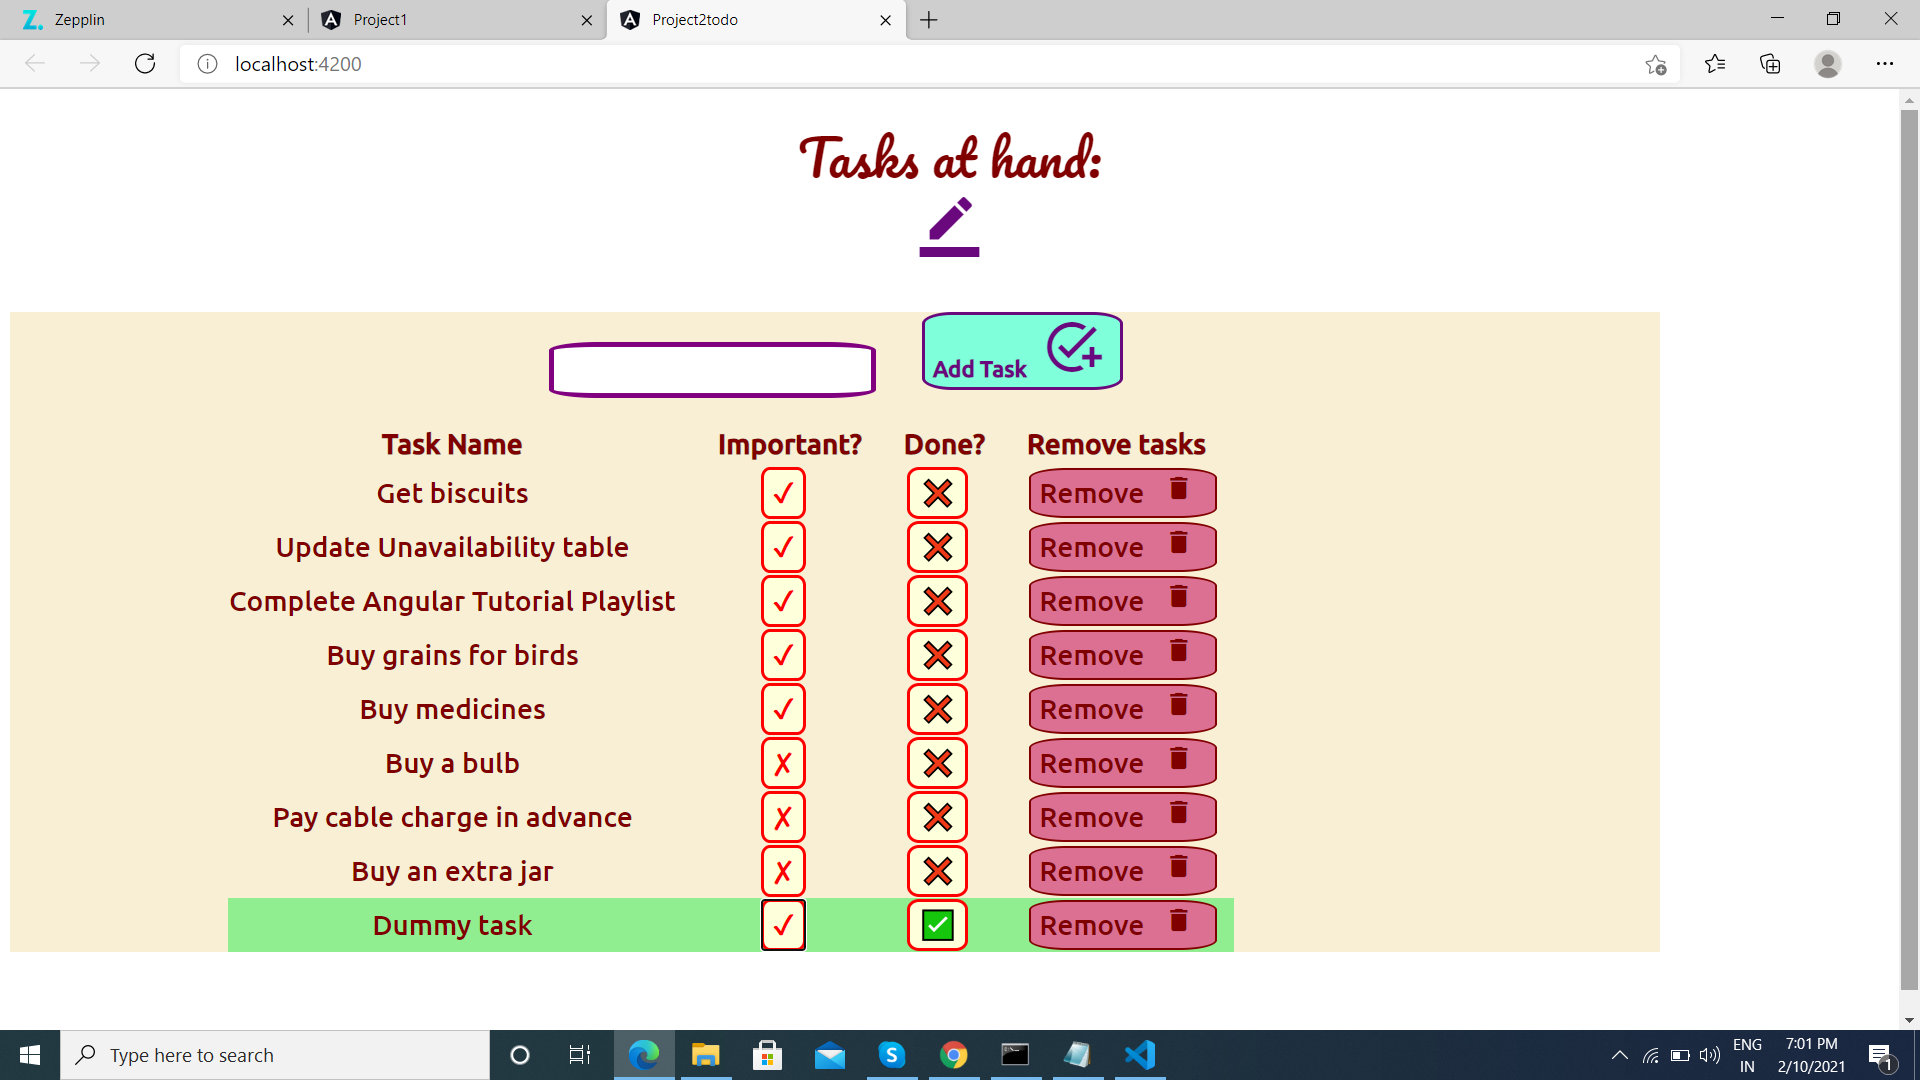 Zepplin
Project1
Project2todo
localhost:4200
Tasks at hand:
Add Task
Task Name Important? Done? Remove tasks
Get biscuits ✓ ❌ Remove
Update Unavailability table ✓ ❌ Remove
Complete Angular Tutorial Playlist ✓ ❌ Remove
Buy grains for birds ✓ ❌ Remove
Buy medicines ✓ ❌ Remove
Buy a bulb ✗ ❌ Remove
Pay cable charge in advance ✗ ❌ Remove
Buy an extra jar ✗ ❌ Remove
Dummy task ✓ ✅ Remove
Type here to search
ENG
IN
7:01 PM
2/10/2021
1